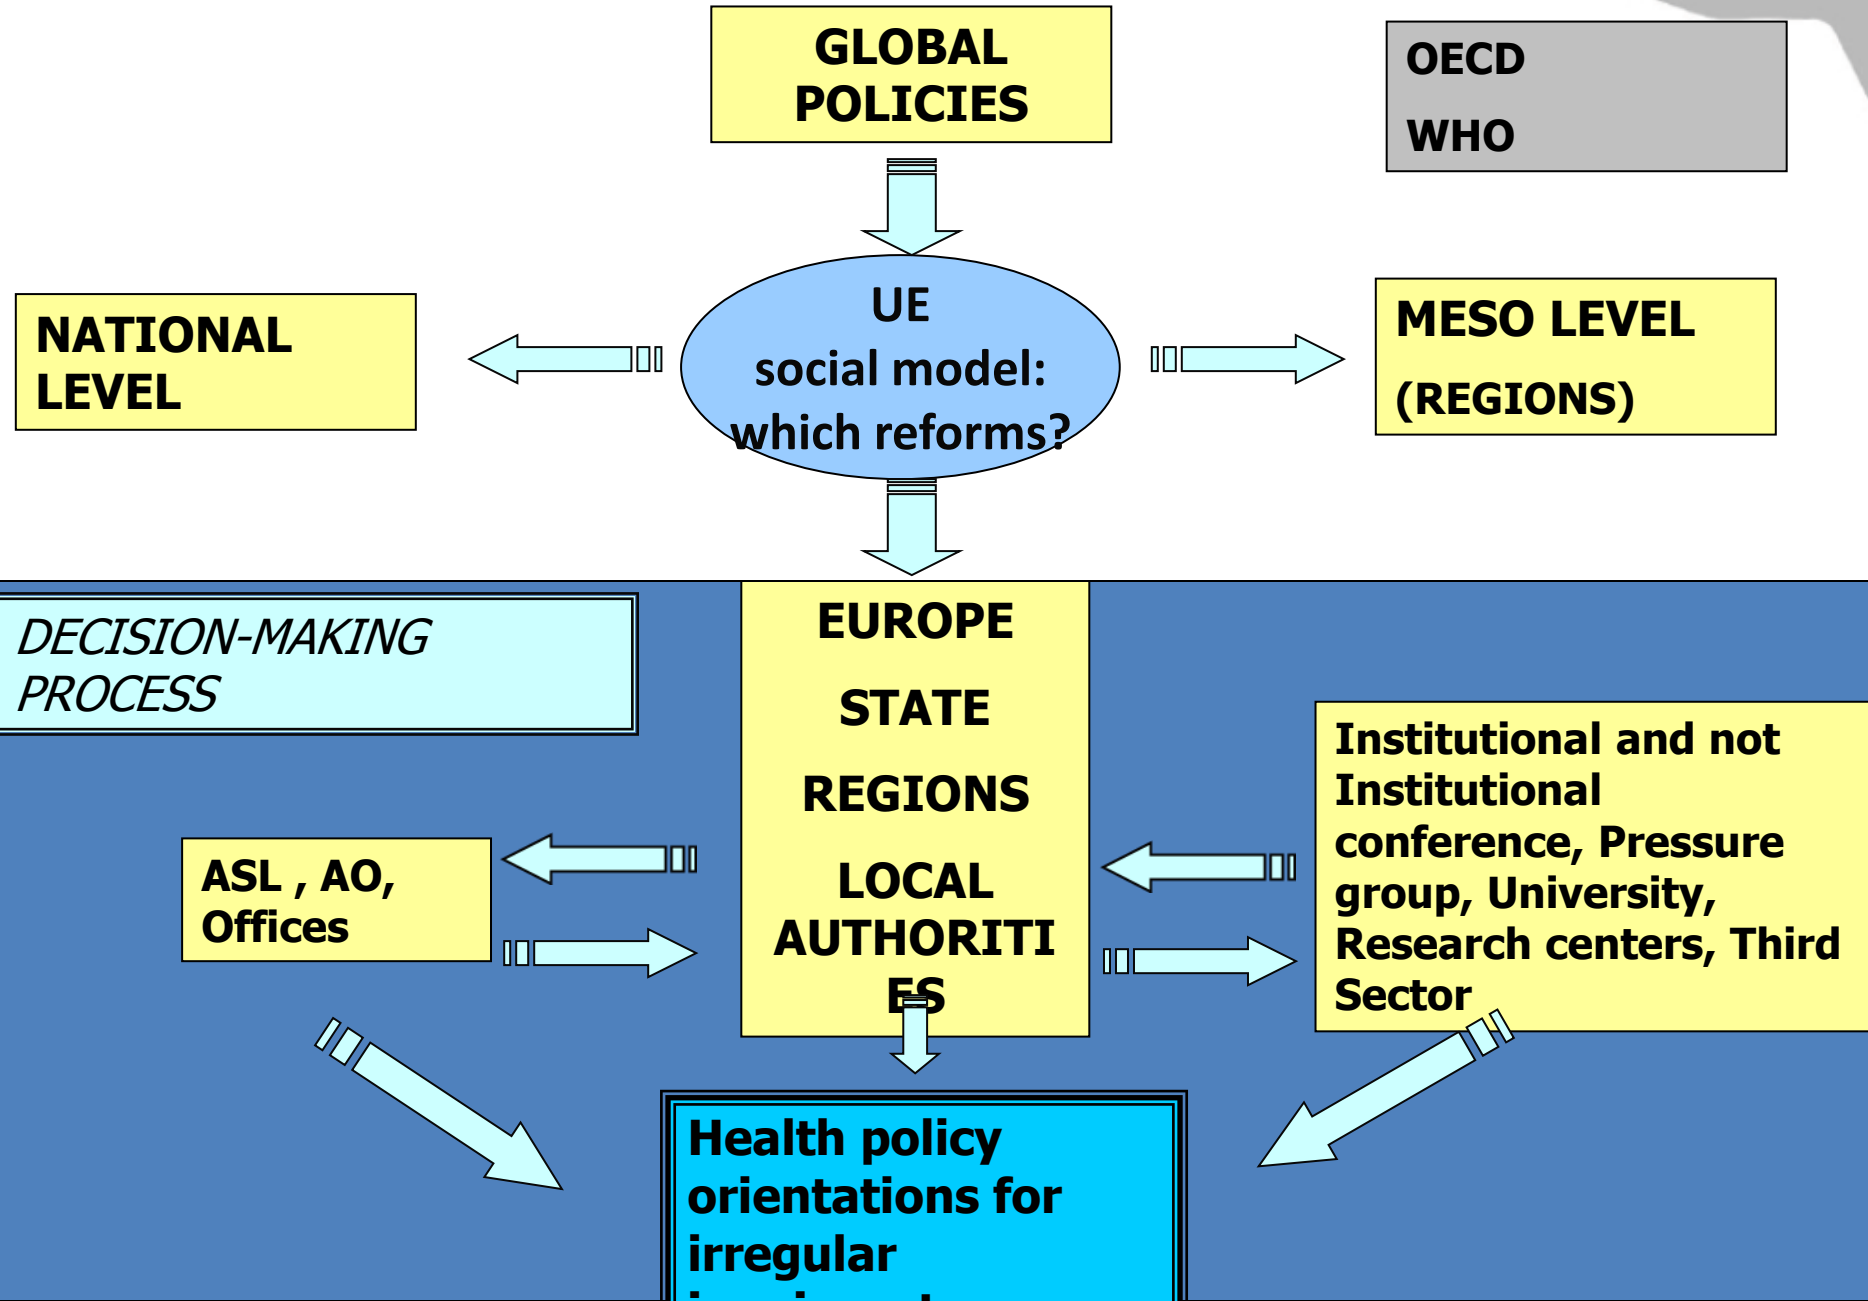 GLOBAL
POLICIES
OECD
WHO
NATIONAL
LEVEL
UE
social model:
which reforms?
MESO LEVEL
(REGIONS)
DECISION-MAKING
PROCESS
EUROPE
STATE
REGIONS
LOCAL
AUTHORITI
ES
ASL , AO,
Offices
Institutional and not
Institutional
conference, Pressure
group, University,
Research centers, Third
Sector
Health policy
orientations for
irregular